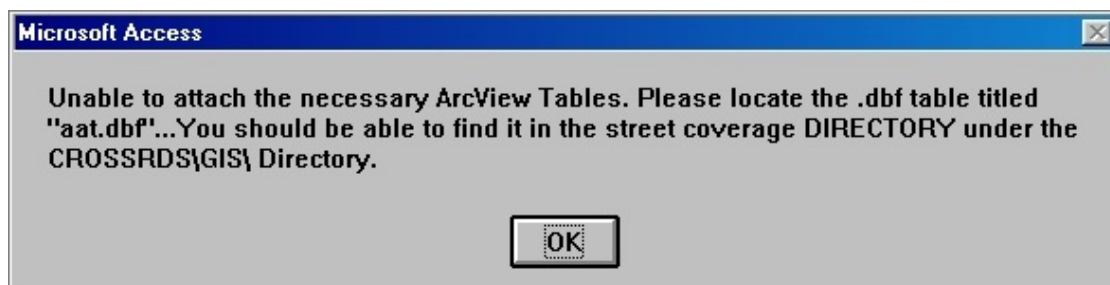 Microsoft Access
Unable to attach the necessary ArcView Tables. Please locate the .dbf table titled
"aat.dbf"...You should be able to find it in the street coverage DIRECTORY under the
CROSSRDS\GIS\ Directory.
OK